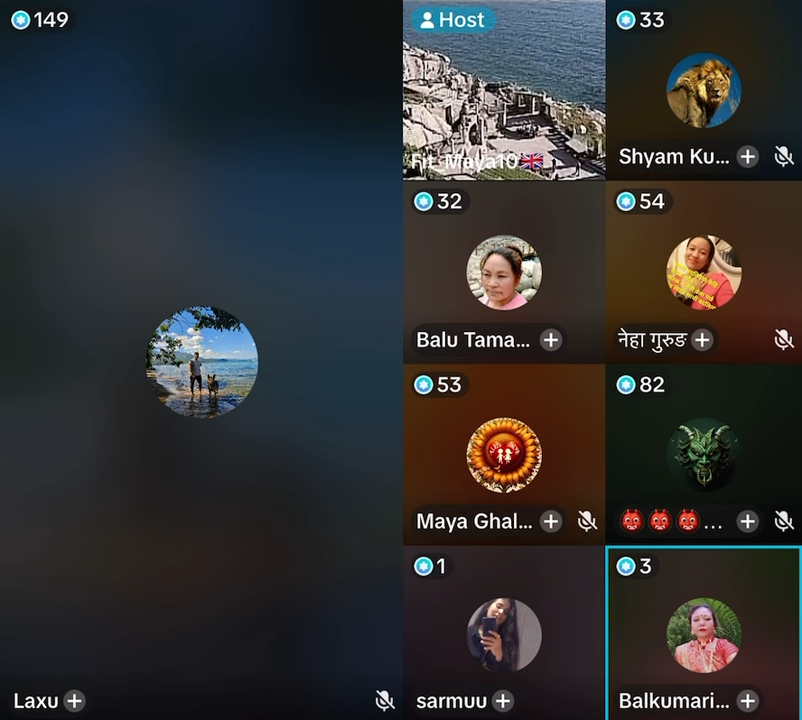 149
Host
Fit_Maya10🇬🇧
33
Shyam Ku...
32
Balu Tama...
54
नेहा गुरुङ
53
Maya Ghal...
82
👹👹👹...
1
sarmuu
3
Balkumari...
Laxu